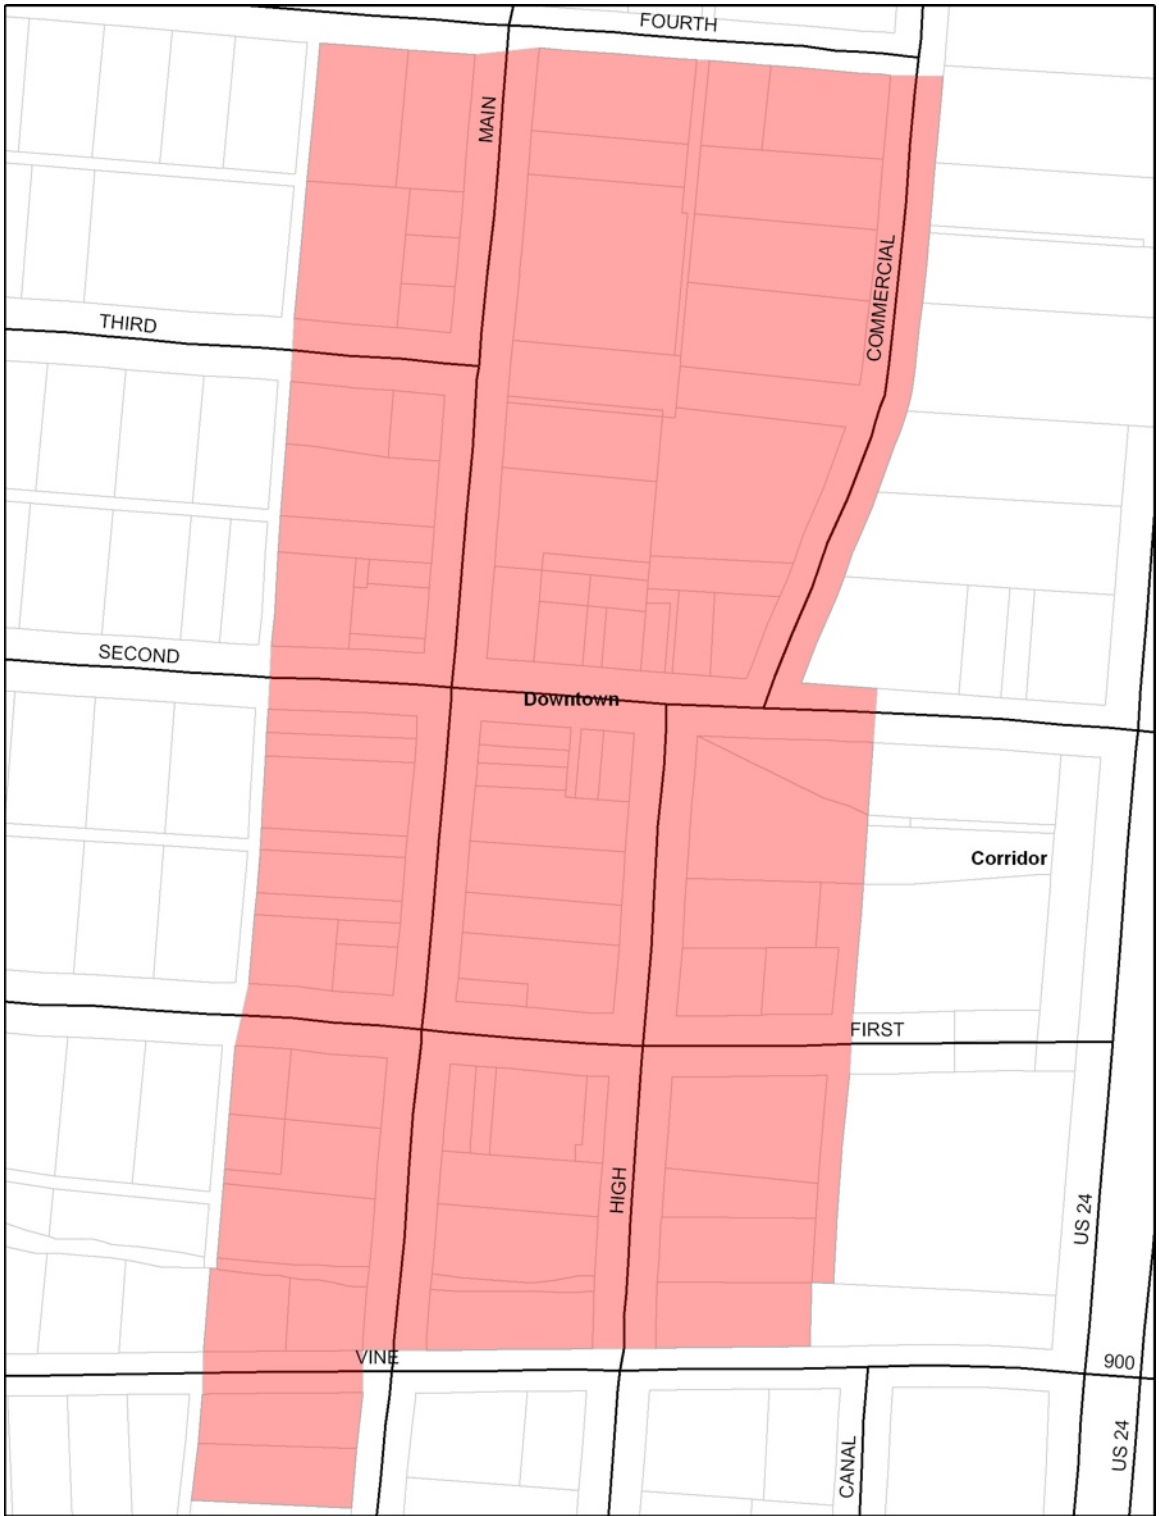 FOURTH
MAIN
COMMERCIAL
THIRD
SECOND
Downtown
Corridor
FIRST
HIGH
US 24
VINE
900
CANAL
US 24